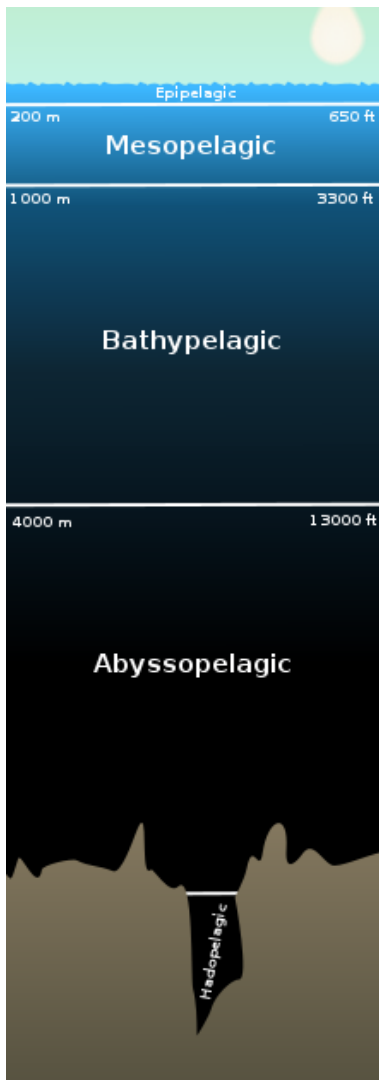 Epipelagic
200 m 650 ft
Mesopelagic
1000 m 3300 ft
Bathypelagic
4000 m 13000 ft
Abyssopelagic
Hadopelagic